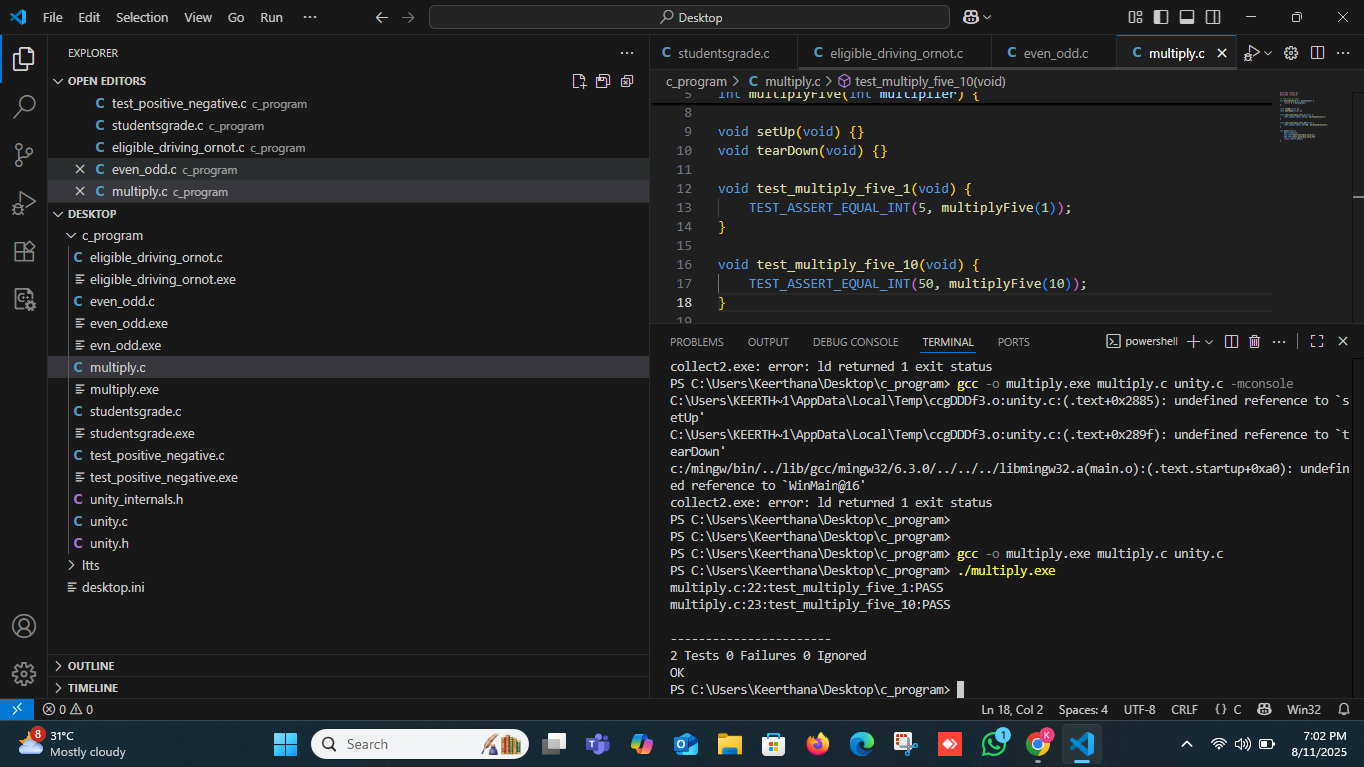 File Edit Selection View Go Run ··· Desktop
EXPLORER ···
OPEN EDITORS
C test_positive_negative.c c_program
C studentsgrade.c c_program
C eligible_driving_ornot.c c_program
C even_odd.c c_program
C multiply.c c_program
DESKTOP
c_program
C eligible_driving_ornot.c
eligible_driving_ornot.exe
C even_odd.c
even_odd.exe
evn_odd.exe
C multiply.c
multiply.exe
C studentsgrade.c
studentsgrade.exe
C test_positive_negative.c
test_positive_negative.exe
C unity_internals.h
C unity.c
C unity.h
ltts
desktop.ini
OUTLINE
TIMELINE
C studentsgrade.c C eligible_driving_ornot.c C even_odd.c C multiply.c
c_program > C multiply.c > test_multiply_five_10(void)
5 int multiplyFive(int multiplier) {
8
9 void setUp(void) {}
10 void tearDown(void) {}
11
12 void test_multiply_five_1(void) {
13 TEST_ASSERT_EQUAL_INT(5, multiplyFive(1));
14 }
15
16 void test_multiply_five_10(void) {
17 TEST_ASSERT_EQUAL_INT(50, multiplyFive(10));
18 }
19
PROBLEMS OUTPUT DEBUG CONSOLE TERMINAL PORTS powershell
collect2.exe: error: ld returned 1 exit status
PS C:\Users\Keerthana\Desktop\c_program> gcc -o multiply.exe multiply.c unity.c -mconsole
C:\Users\KEERTH~1\AppData\Local\Temp\ccgDDDf3.o:unity.c:(.text+0x2885): undefined reference to `s
etUp'
C:\Users\KEERTH~1\AppData\Local\Temp\ccgDDDf3.o:unity.c:(.text+0x289f): undefined reference to `t
earDown'
c:/mingw/bin/../lib/gcc/mingw32/6.3.0/../../../libmingw32.a(main.o):(.text.startup+0xa0): undefin
ed reference to `WinMain@16'
collect2.exe: error: ld returned 1 exit status
PS C:\Users\Keerthana\Desktop\c_program>
PS C:\Users\Keerthana\Desktop\c_program>
PS C:\Users\Keerthana\Desktop\c_program> gcc -o multiply.exe multiply.c unity.c
PS C:\Users\Keerthana\Desktop\c_program> ./multiply.exe
multiply.c:22:test_multiply_five_1:PASS
multiply.c:23:test_multiply_five_10:PASS
-----------------------
2 Tests 0 Failures 0 Ignored
OK
PS C:\Users\Keerthana\Desktop\c_program>
0 0 Ln 18, Col 2 Spaces: 4 UTF-8 CRLF {} C Win32
8 31°C
Mostly cloudy
Search
1
K
7:02 PM
8/11/2025